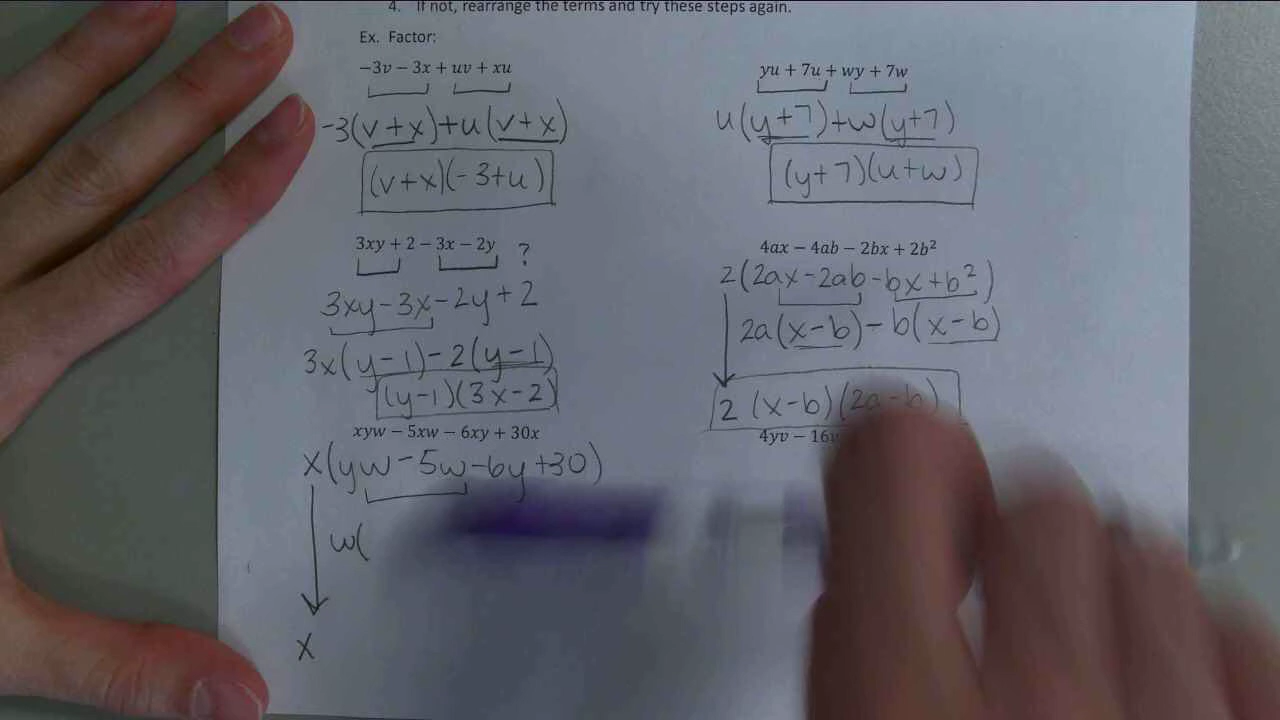 4. If not, rearrange the terms and try these steps again.
Ex. Factor:
−3v − 3x + uv + xu
-3(v+x)+u(v+x)
(v+x)(-3+u)
3xy + 2 − 3x − 2y ?
3xy-3x-2y+2
3x(y-1)-2(y-1)
(y-1)(3x-2)
xyw − 5xw − 6xy + 30x
x(yw-5w-6y+30)
w(
x
yu + 7u + wy + 7w
u(y+7)+w(y+7)
(y+7)(u+w)
4ax − 4ab − 2bx + 2b²
2(2ax-2ab-bx+b²)
2a(x-b)-b(x-b)
2 (x-b)(2a-b)
4yv − 16